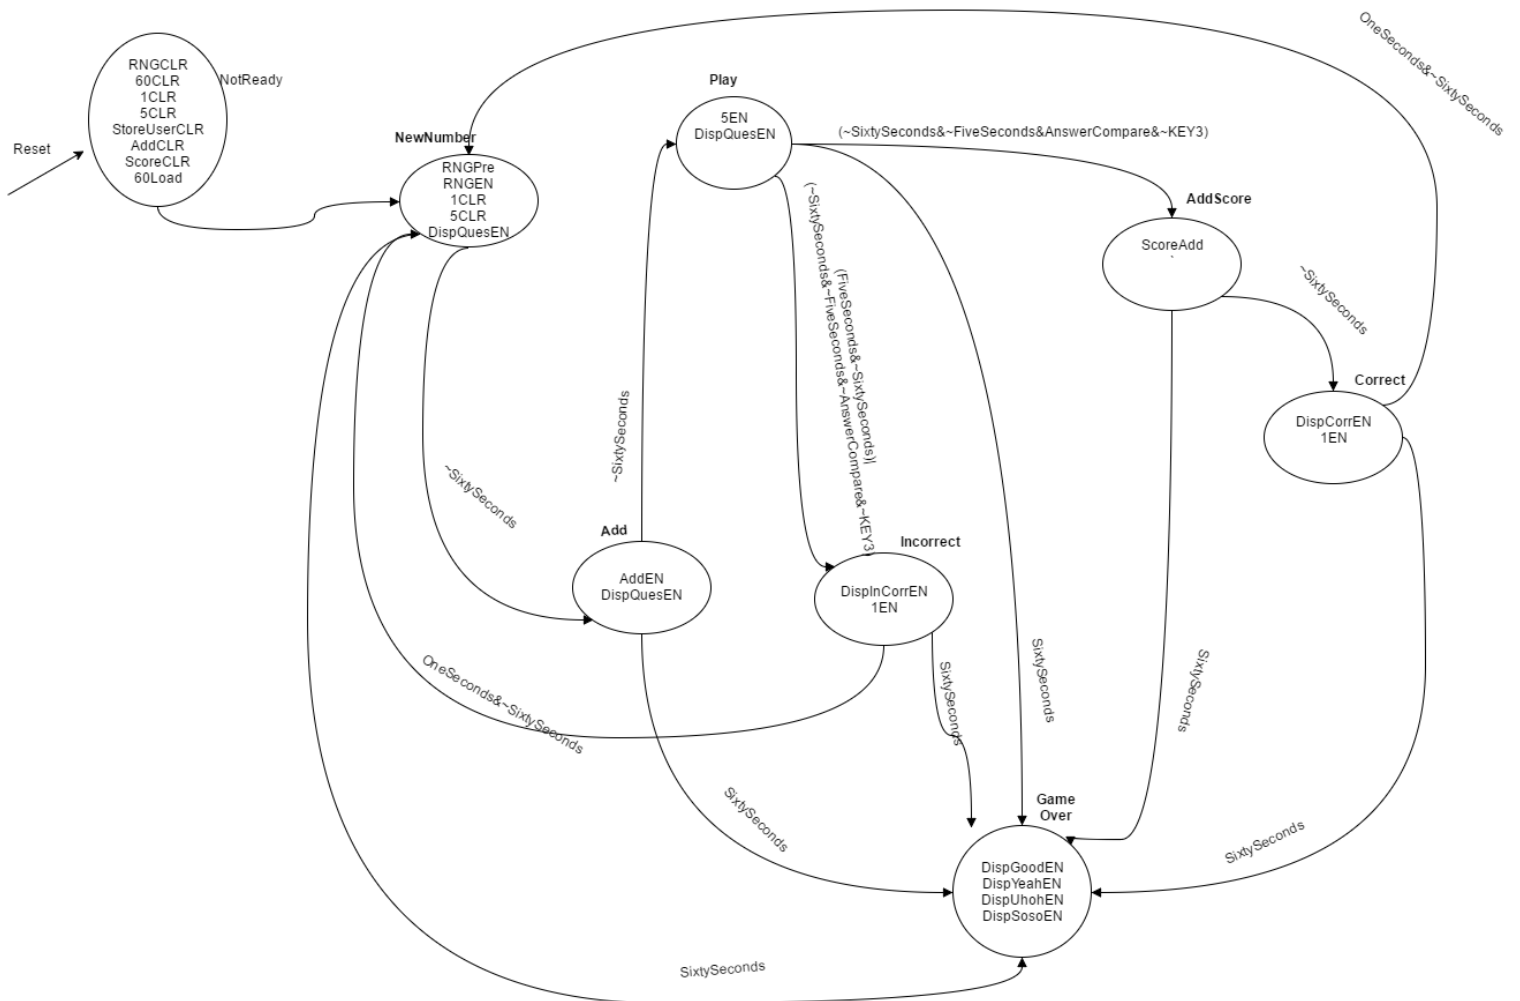 Reset
RNGCLR
60CLR
1CLR
5CLR
StoreUserCLR
AddCLR
ScoreCLR
60Load
NotReady
NewNumber
RNGPre
RNGEN
1CLR
5CLR
DispQuesEN
Play
5EN
DispQuesEN
(~SixtySeconds&~FiveSeconds&AnswerCompare&~KEY3)
OneSeconds&~SixtySeconds
AddScore
ScoreAdd
~SixtySeconds
Correct
DispCorrEN
1EN
(FiveSeconds&~SixtySeconds)|
(~SixtySeconds&~FiveSeconds&~AnswerCompare&~KEY3)
~SixtySeconds
~SixtySeconds
Add
AddEN
DispQuesEN
Incorrect
DispInCorrEN
1EN
OneSeconds&~SixtySeconds
SixtySeconds
SixtySeconds
SixtySeconds
SixtySeconds
SixtySeconds
Game
Over
DispGoodEN
DispYeahEN
DispUhohEN
DispSosoEN
SixtySeconds